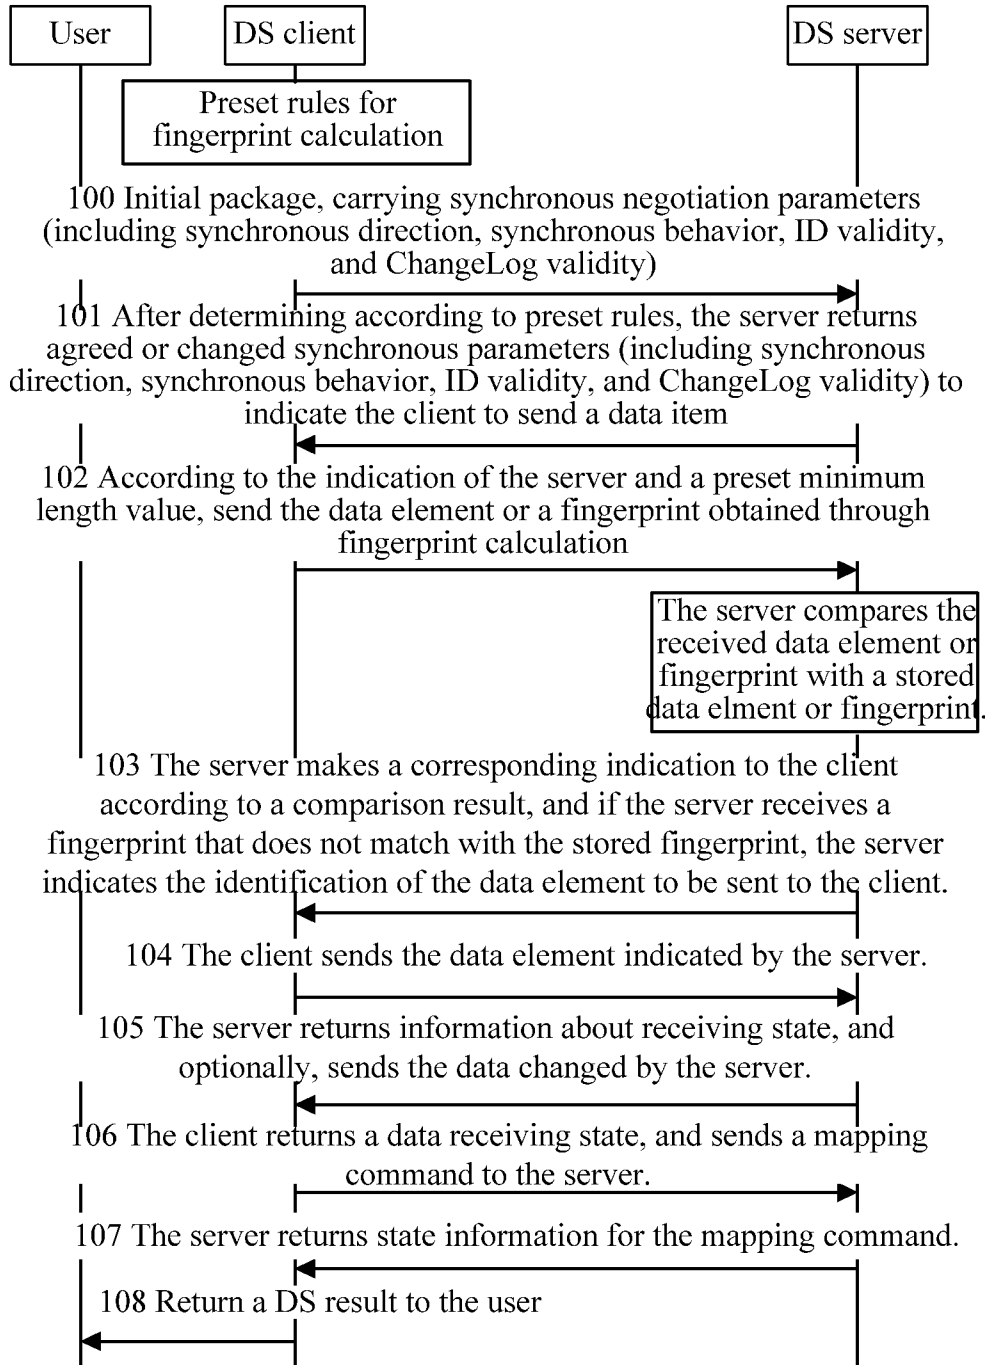 User
DS client
DS server
Preset rules for
fingerprint calculation
100 Initial package, carrying synchronous negotiation parameters
(including synchronous direction, synchronous behavior, ID validity,
and ChangeLog validity)
101 After determining according to preset rules, the server returns
agreed or changed synchronous parameters (including synchronous
direction, synchronous behavior, ID validity, and ChangeLog validity) to
indicate the client to send a data item
102 According to the indication of the server and a preset minimum
length value, send the data element or a fingerprint obtained through
fingerprint calculation
The server compares the
received data element or
fingerprint with a stored
data elment or fingerprint.
103 The server makes a corresponding indication to the client
according to a comparison result, and if the server receives a
fingerprint that does not match with the stored fingerprint, the server
indicates the identification of the data element to be sent to the client.
104 The client sends the data element indicated by the server.
105 The server returns information about receiving state, and
optionally, sends the data changed by the server.
106 The client returns a data receiving state, and sends a mapping
command to the server.
107 The server returns state information for the mapping command.
108 Return a DS result to the user